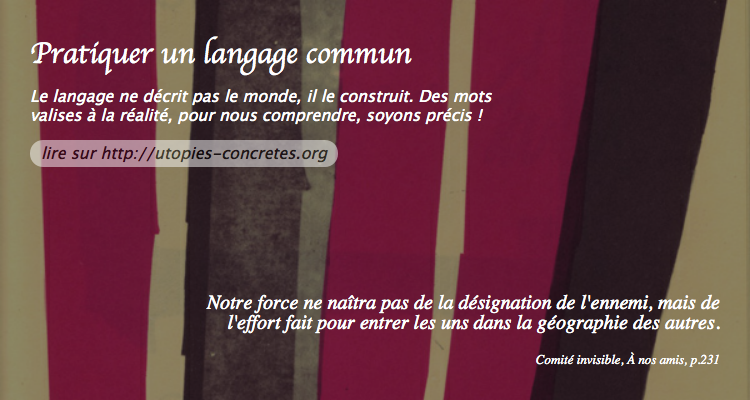 Pratiquer un langage commun
Le langage ne décrit pas le monde, il le construit. Des mots
valises à la réalité, pour nous comprendre, soyons précis !
lire sur http://utopies-concretes.org
Notre force ne naîtra pas de la désignation de l'ennemi, mais de
l'effort fait pour entrer les uns dans la géographie des autres.
Comité invisible, À nos amis, p.231